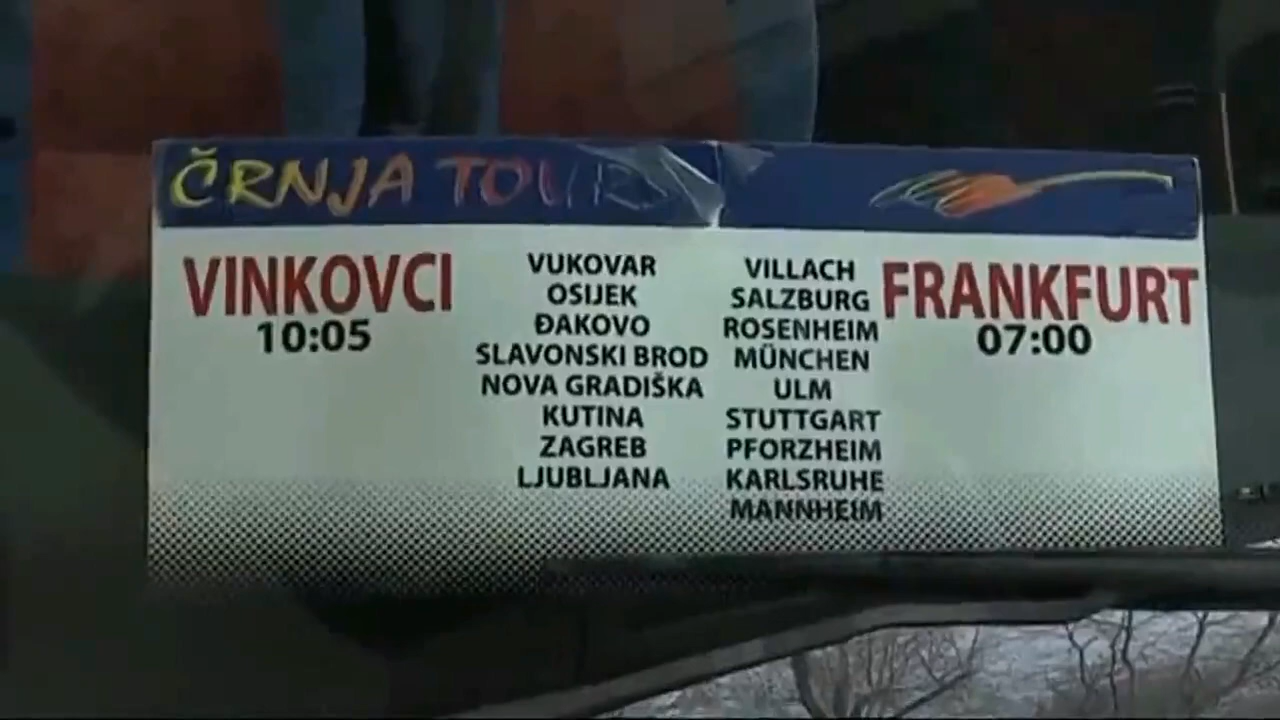 ČRNJA TOURS
VINKOVCI
10:05
VUKOVAR
OSIJEK
ĐAKOVO
SLAVONSKI BROD
NOVA GRADIŠKA
KUTINA
ZAGREB
LJUBLJANA
VILLACH
SALZBURG
ROSENHEIM
MÜNCHEN
ULM
STUTTGART
PFORZHEIM
KARLSRUHE
MANNHEIM
FRANKFURT
07:00